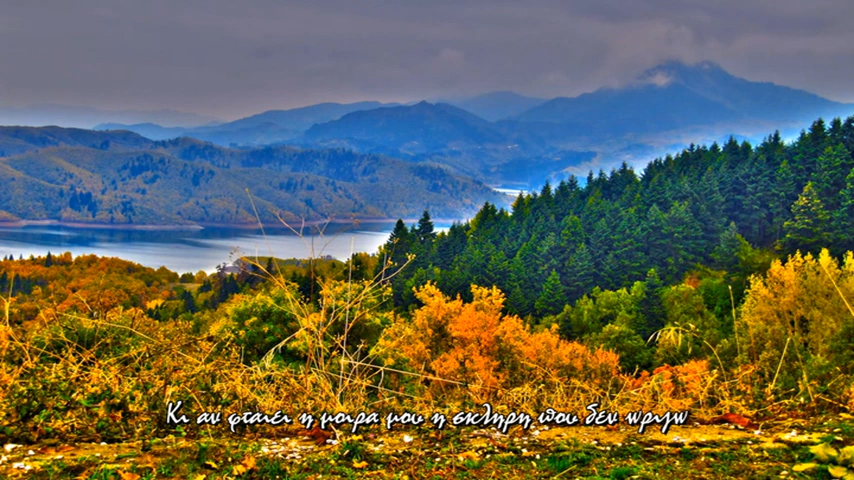 Κι αν φταιει η μοιρα μου η σκληρη που δεν